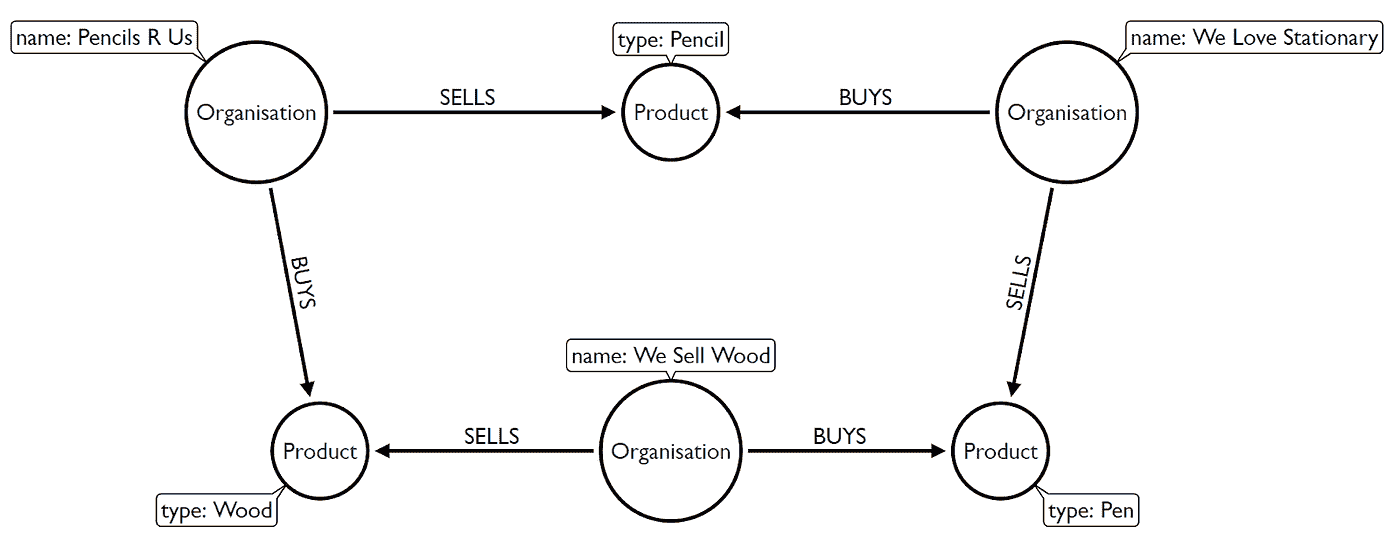 name: Pencils R Us
type: Pencil
name: We Love Stationary
Organisation
SELLS
Product
BUYS
Organisation
BUYS
SELLS
name: We Sell Wood
Product
SELLS
Organisation
BUYS
Product
type: Wood
type: Pen